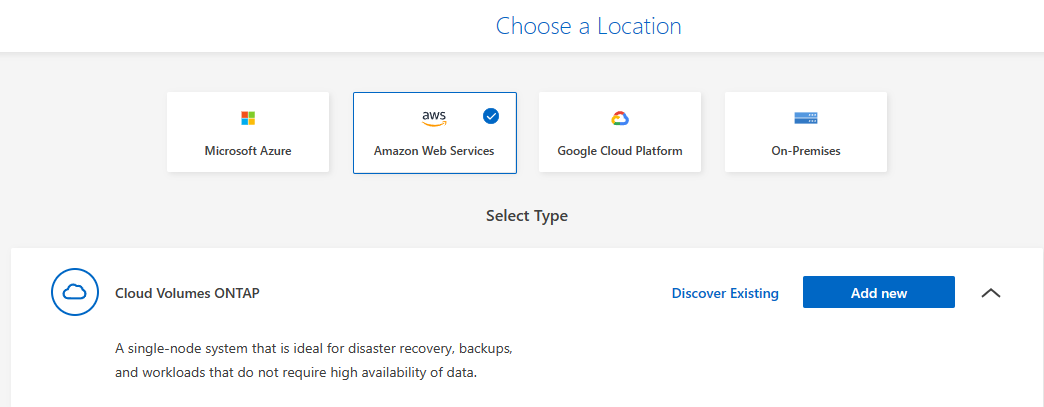 Choose a Location
aws
Microsoft Azure
Amazon Web Services
Google Cloud Platform
On-Premises
Select Type
Cloud Volumes ONTAP
Discover Existing
Add new
A single-node system that is ideal for disaster recovery, backups,
and workloads that do not require high availability of data.